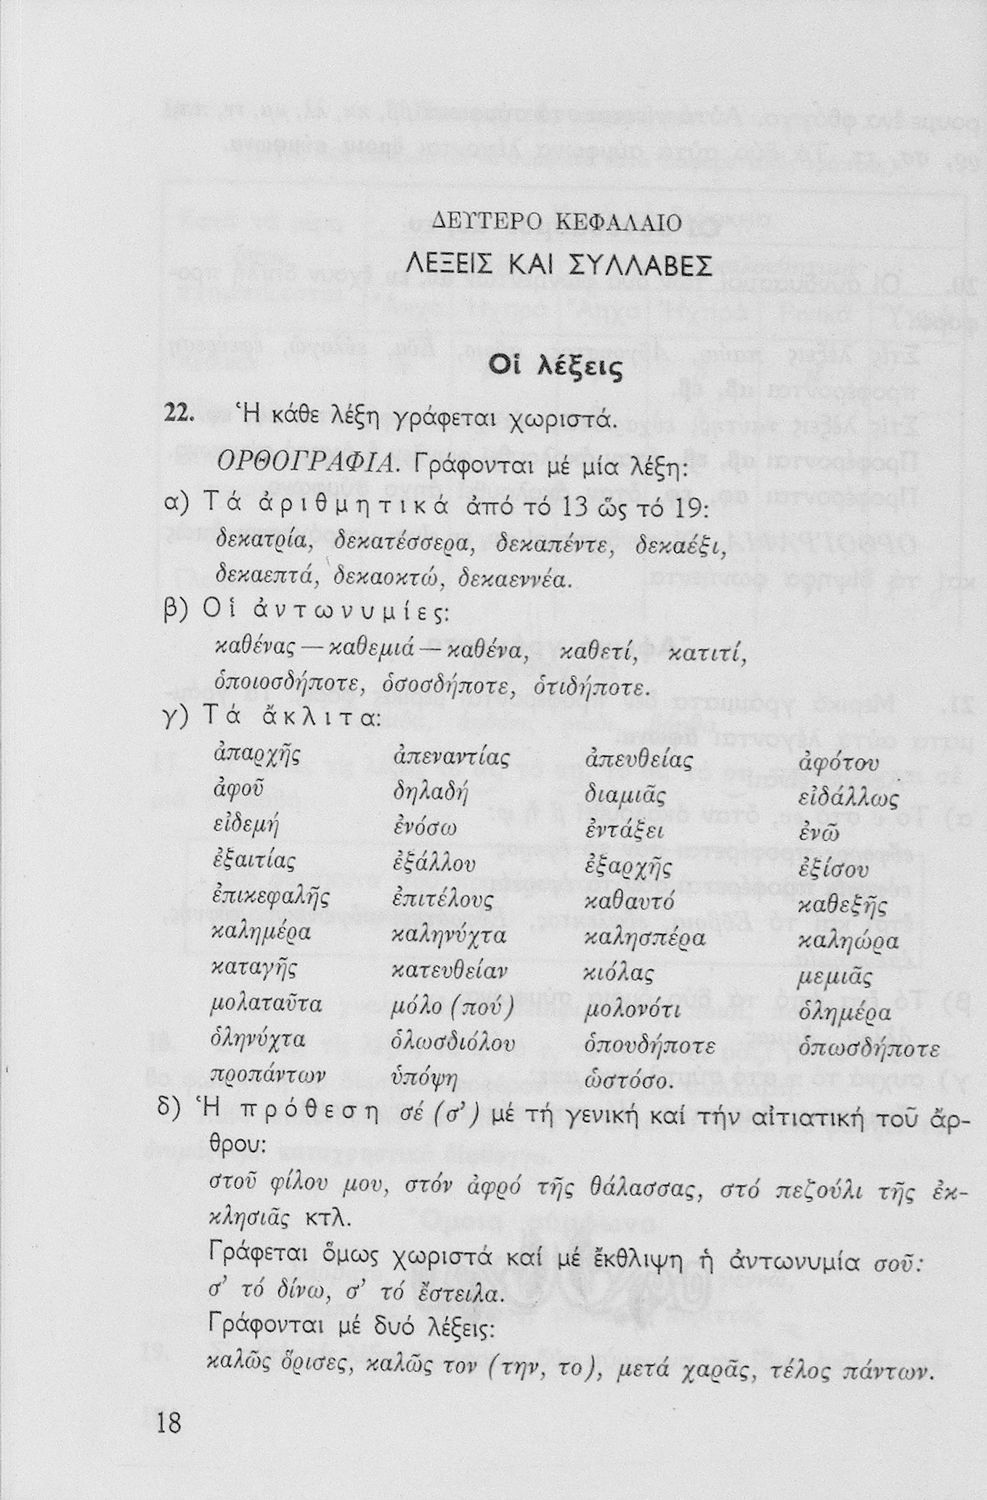 ΔΕΥΤΕΡΟ ΚΕΦΑΛΑΙΟ
ΛΕΞΕΙΣ ΚΑΙ ΣΥΛΛΑΒΕΣ
Οἱ λέξεις
22. Ἡ κάθε λέξη γράφεται χωριστά.
ΟΡΘΟΓΡΑΦΙΑ. Γράφονται μέ μία λέξη:
α) Τά ἀριθμητικά ἀπό τό 13 ὥς τό 19:
δεκατρία, δεκατέσσερα, δεκαπέντε, δεκαέξι,
δεκαεπτά, δεκαοκτώ, δεκαεννέα.
β) Οἱ ἀντωνυμίες:
καθένας — καθεμιά — καθένα, καθετί, κατιτί,
ὁποιοσδήποτε, ὁσοσδήποτε, ὁτιδήποτε.
γ) Τά ἄκλιτα:
ἀπαρχῆς ἀπεναντίας ἀπευθείας ἀφότου
ἀφοῦ δηλαδή διαμιᾶς εἰδάλλως
εἰδεμή ἐνόσω ἐντάξει ἐνῶ
ἐξαιτίας ἐξάλλου ἐξαρχῆς ἐξίσου
ἐπικεφαλῆς ἐπιτέλους καθαυτό καθεξῆς
καλημέρα καληνύχτα καλησπέρα καληώρα
καταγῆς κατευθείαν κιόλας μεμιᾶς
μολαταῦτα μόλο (πού) μολονότι ὁλημέρα
ὁληνύχτα ὁλωσδιόλου ὁπουδήποτε ὁπωσδήποτε
προπάντων ὑπόψη ὡστόσο.
δ) Ἡ πρόθεση σέ (σ’) μέ τή γενική καί τήν αἰτιατική τοῦ ἄρ-
θρου:
στοῦ φίλου μου, στόν ἀφρό τῆς θάλασσας, στό πεζούλι τῆς ἐκ-
κλησιᾶς κτλ.
Γράφεται ὅμως χωριστά καί μέ ἔκθλιψη ἡ ἀντωνυμία σοῦ:
σ’ τό δίνω, σ’ τό ἔστειλα.
Γράφονται μέ δυό λέξεις:
καλῶς ὅρισες, καλῶς τον (την, το), μετά χαρᾶς, τέλος πάντων.
18